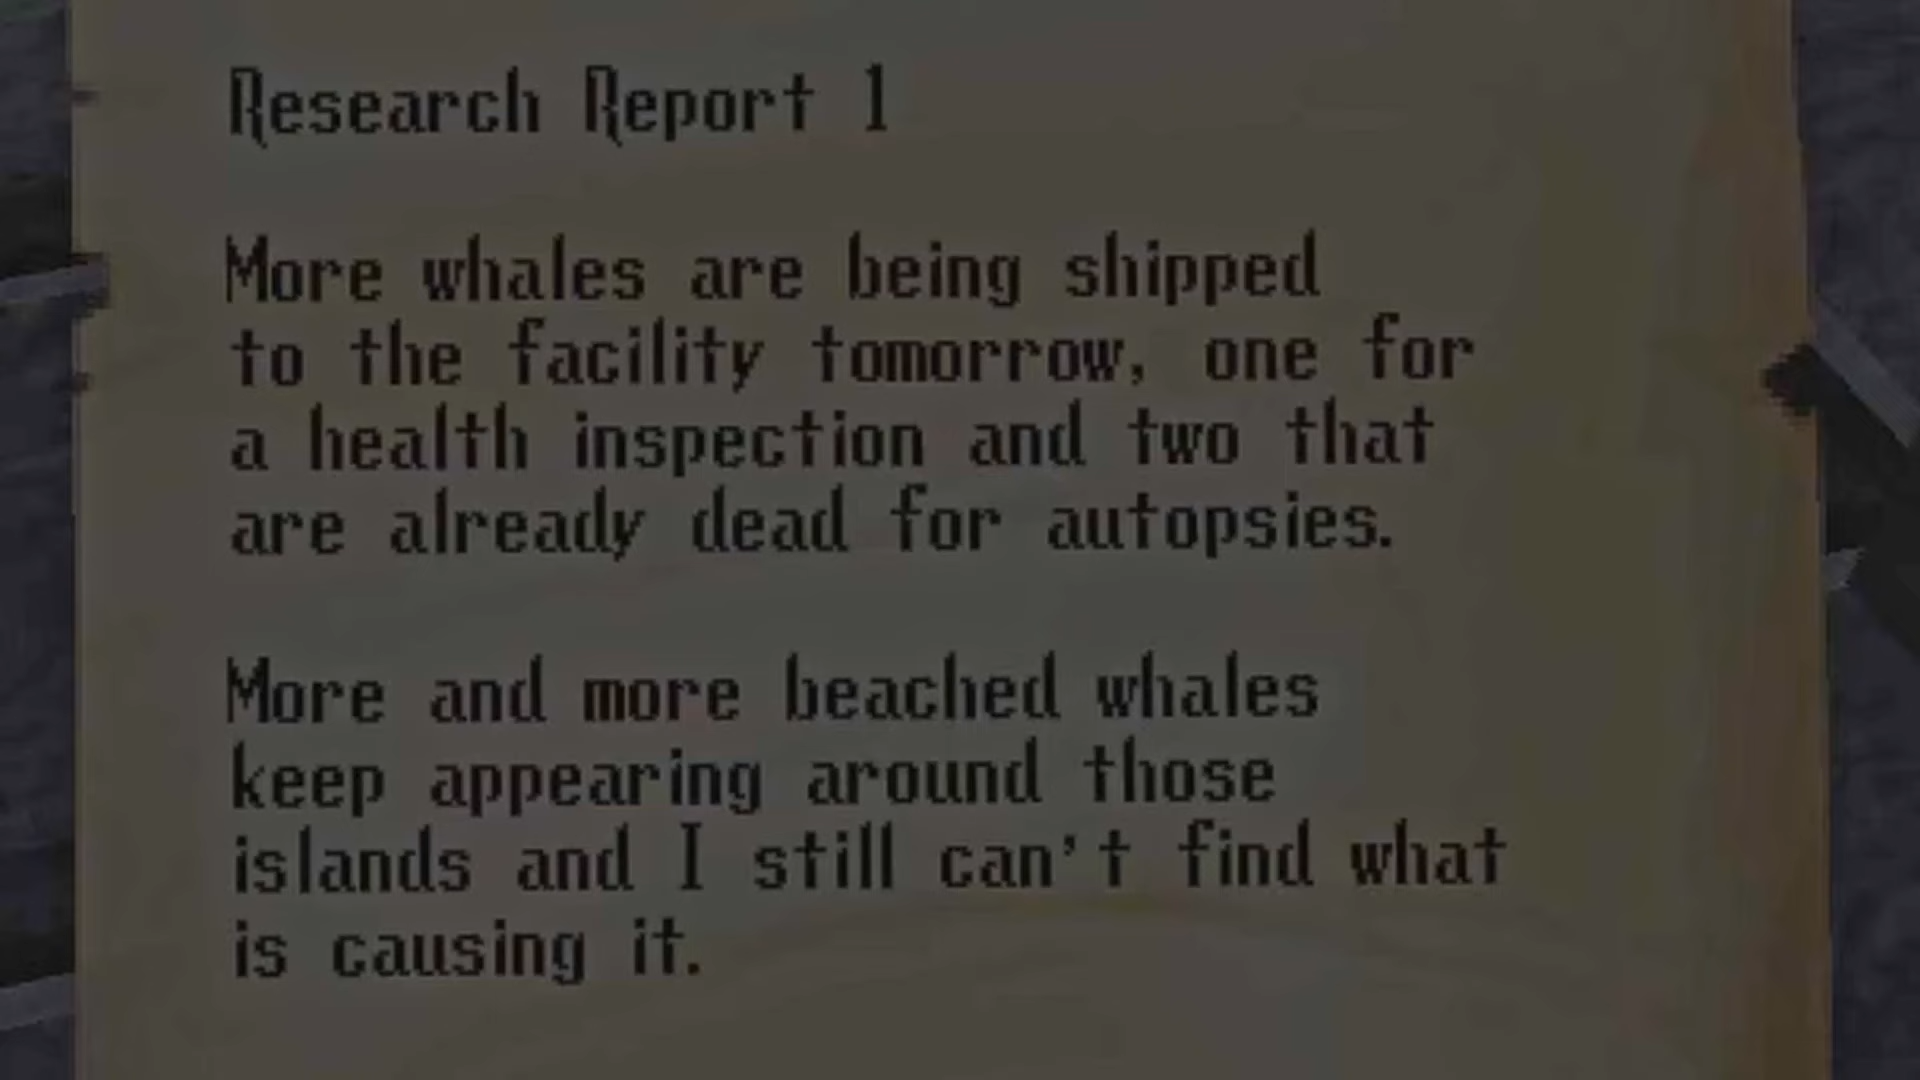 Research Report 1
More whales are being shipped
to the facility tomorrow, one for
a health inspection and two that
are already dead for autopsies.
More and more beached whales
keep appearing around those
islands and I still can't find what
is causing it.